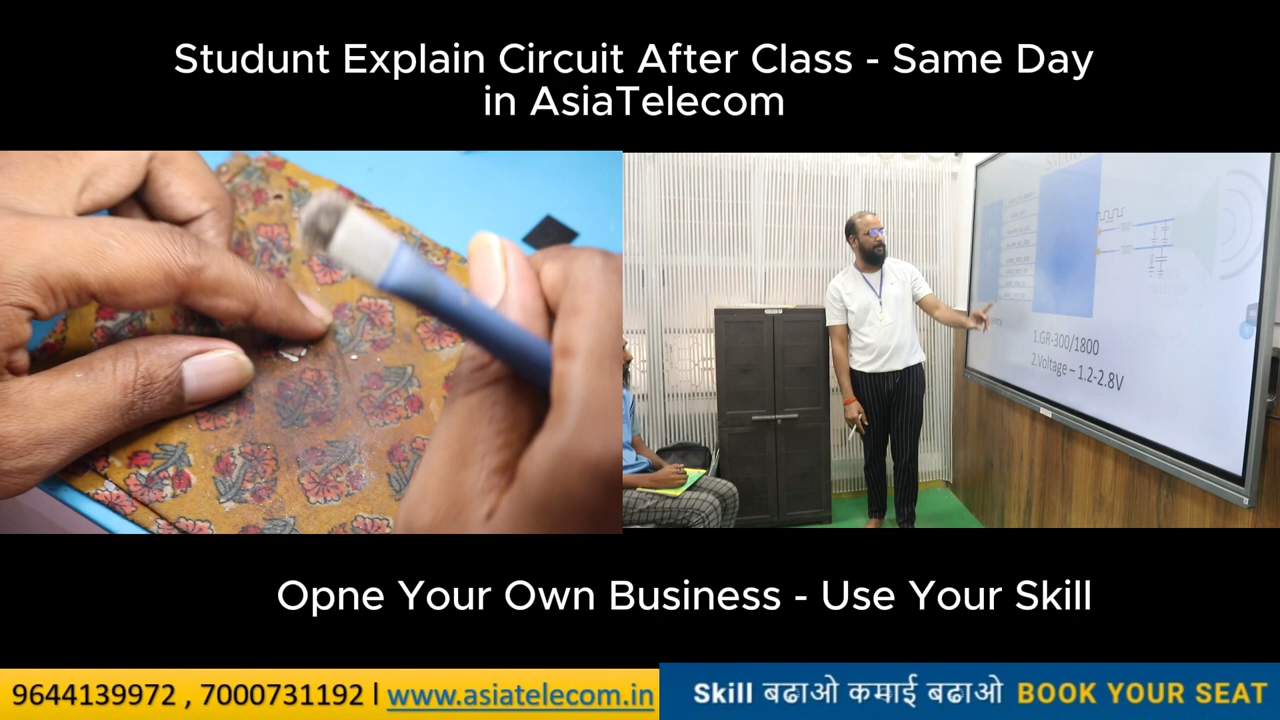 Studunt Explain Circuit After Class - Same Day
in AsiaTelecom
1.GR-300/1800
2.Voltage – 1.2-2.8V
Opne Your Own Business - Use Your Skill
9644139972 , 7000731192 l www.asiatelecom.in
Skill बढाओ कमाई बढाओ BOOK YOUR SEAT